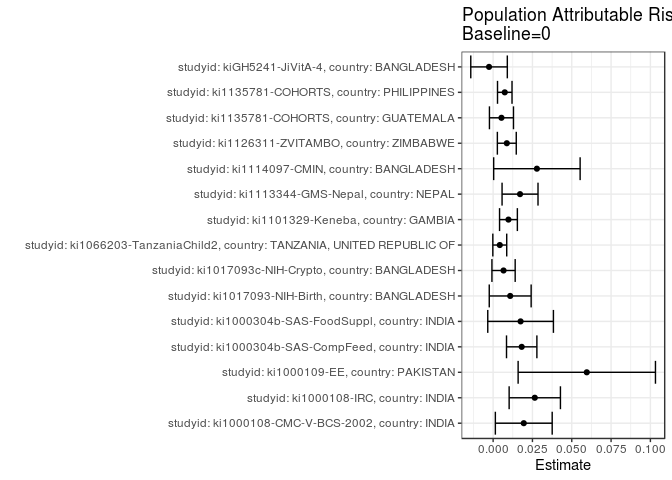 Population Attributable Ris
Baseline=0
studyid: kiGH5241-JiVitA-4, country: BANGLADESH
studyid: ki1135781-COHORTS, country: PHILIPPINES
studyid: ki1135781-COHORTS, country: GUATEMALA
studyid: ki1126311-ZVITAMBO, country: ZIMBABWE
studyid: ki1114097-CMIN, country: BANGLADESH
studyid: ki1113344-GMS-Nepal, country: NEPAL
studyid: ki1101329-Keneba, country: GAMBIA
studyid: ki1066203-TanzaniaChild2, country: TANZANIA, UNITED REPUBLIC OF
studyid: ki1017093c-NIH-Crypto, country: BANGLADESH
studyid: ki1017093-NIH-Birth, country: BANGLADESH
studyid: ki1000304b-SAS-FoodSuppl, country: INDIA
studyid: ki1000304b-SAS-CompFeed, country: INDIA
studyid: ki1000109-EE, country: PAKISTAN
studyid: ki1000108-IRC, country: INDIA
studyid: ki1000108-CMC-V-BCS-2002, country: INDIA
0.000 0.025 0.050 0.075 0.100
Estimate